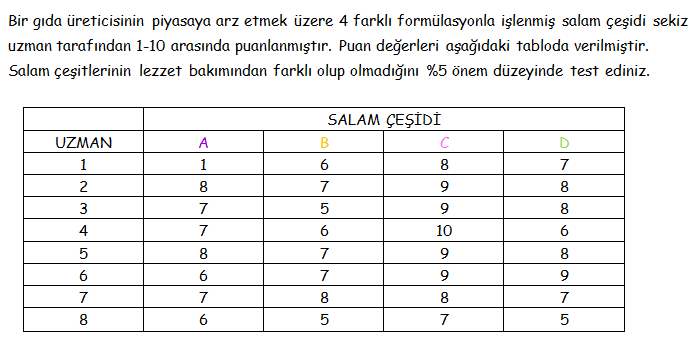 Bir gıda üreticisinin piyasaya arz etmek üzere 4 farklı formülasyonla işlenmiş salam çeşidi sekiz
uzman tarafından 1-10 arasında puanlanmıştır. Puan değerleri aşağıdaki tabloda verilmiştir.
Salam çeşitlerinin lezzet bakımından farklı olup olmadığını %5 önem düzeyinde test ediniz.
SALAM ÇEŞİDİ
UZMAN A B C D
1 1 6 8 7
2 8 7 9 8
3 7 5 9 8
4 7 6 10 6
5 8 7 9 8
6 6 7 9 9
7 7 8 8 7
8 6 5 7 5